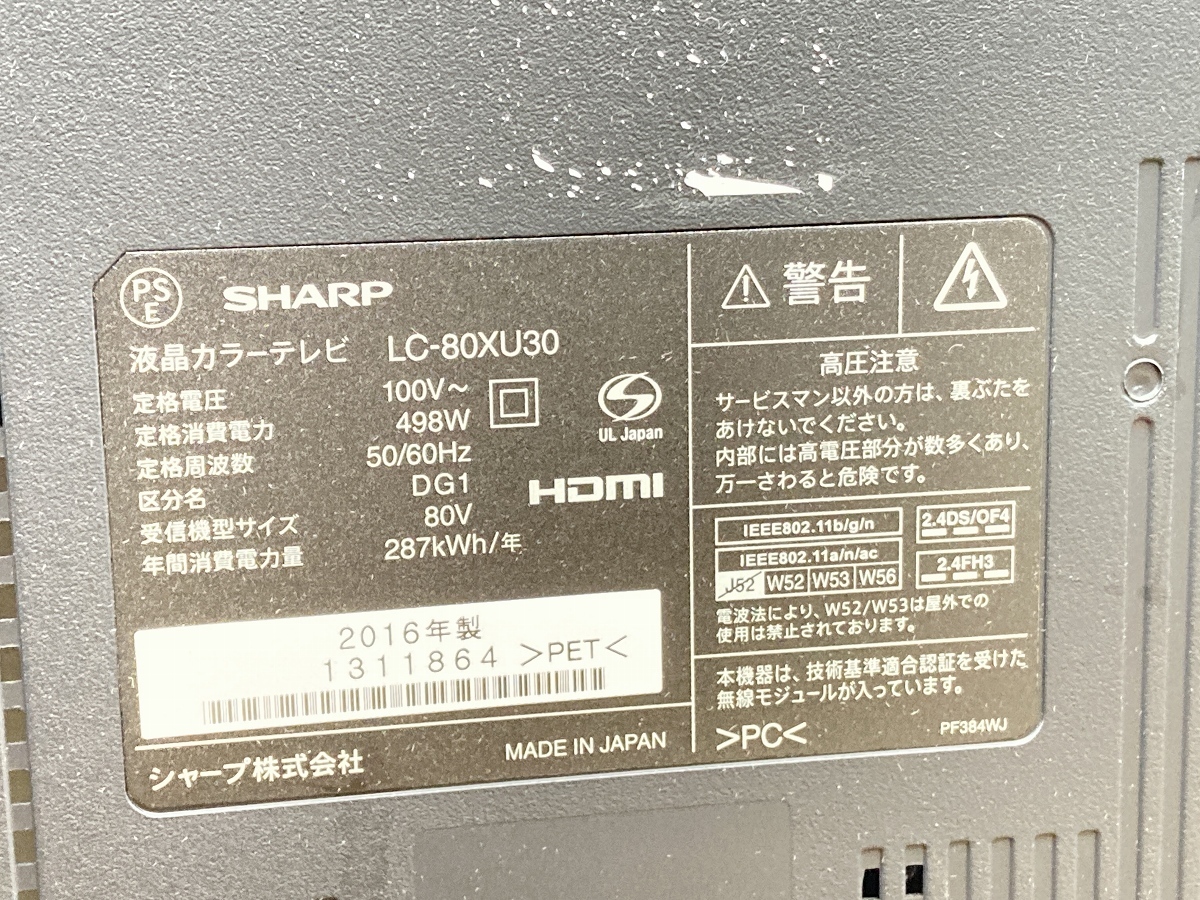 PS
E
SHARP
液晶カラーテレビ LC-80XU30
定格電圧 100V～
定格消費電力 498W
定格周波数 50/60Hz
区分名 DG1
受信機型サイズ 80V
年間消費電力量 287kWh/年
UL Japan
HDMI
2016年製
1311864 >PET<
シャープ株式会社
MADE IN JAPAN
警告
高圧注意
サービスマン以外の方は、裏ぶたを
あけないでください。
内部には高電圧部分が数多くあり、
万一さわると危険です。
IEEE802.11b/g/n
IEEE802.11a/n/ac
J52 W52 W53 W56
2.4DS/OF4
2.4FH3
電波法により、W52/W53は屋外での
使用は禁止されております。
本機器は、技術基準適合認証を受けた
無線モジュールが入っています。
>PC<
PF384WJ